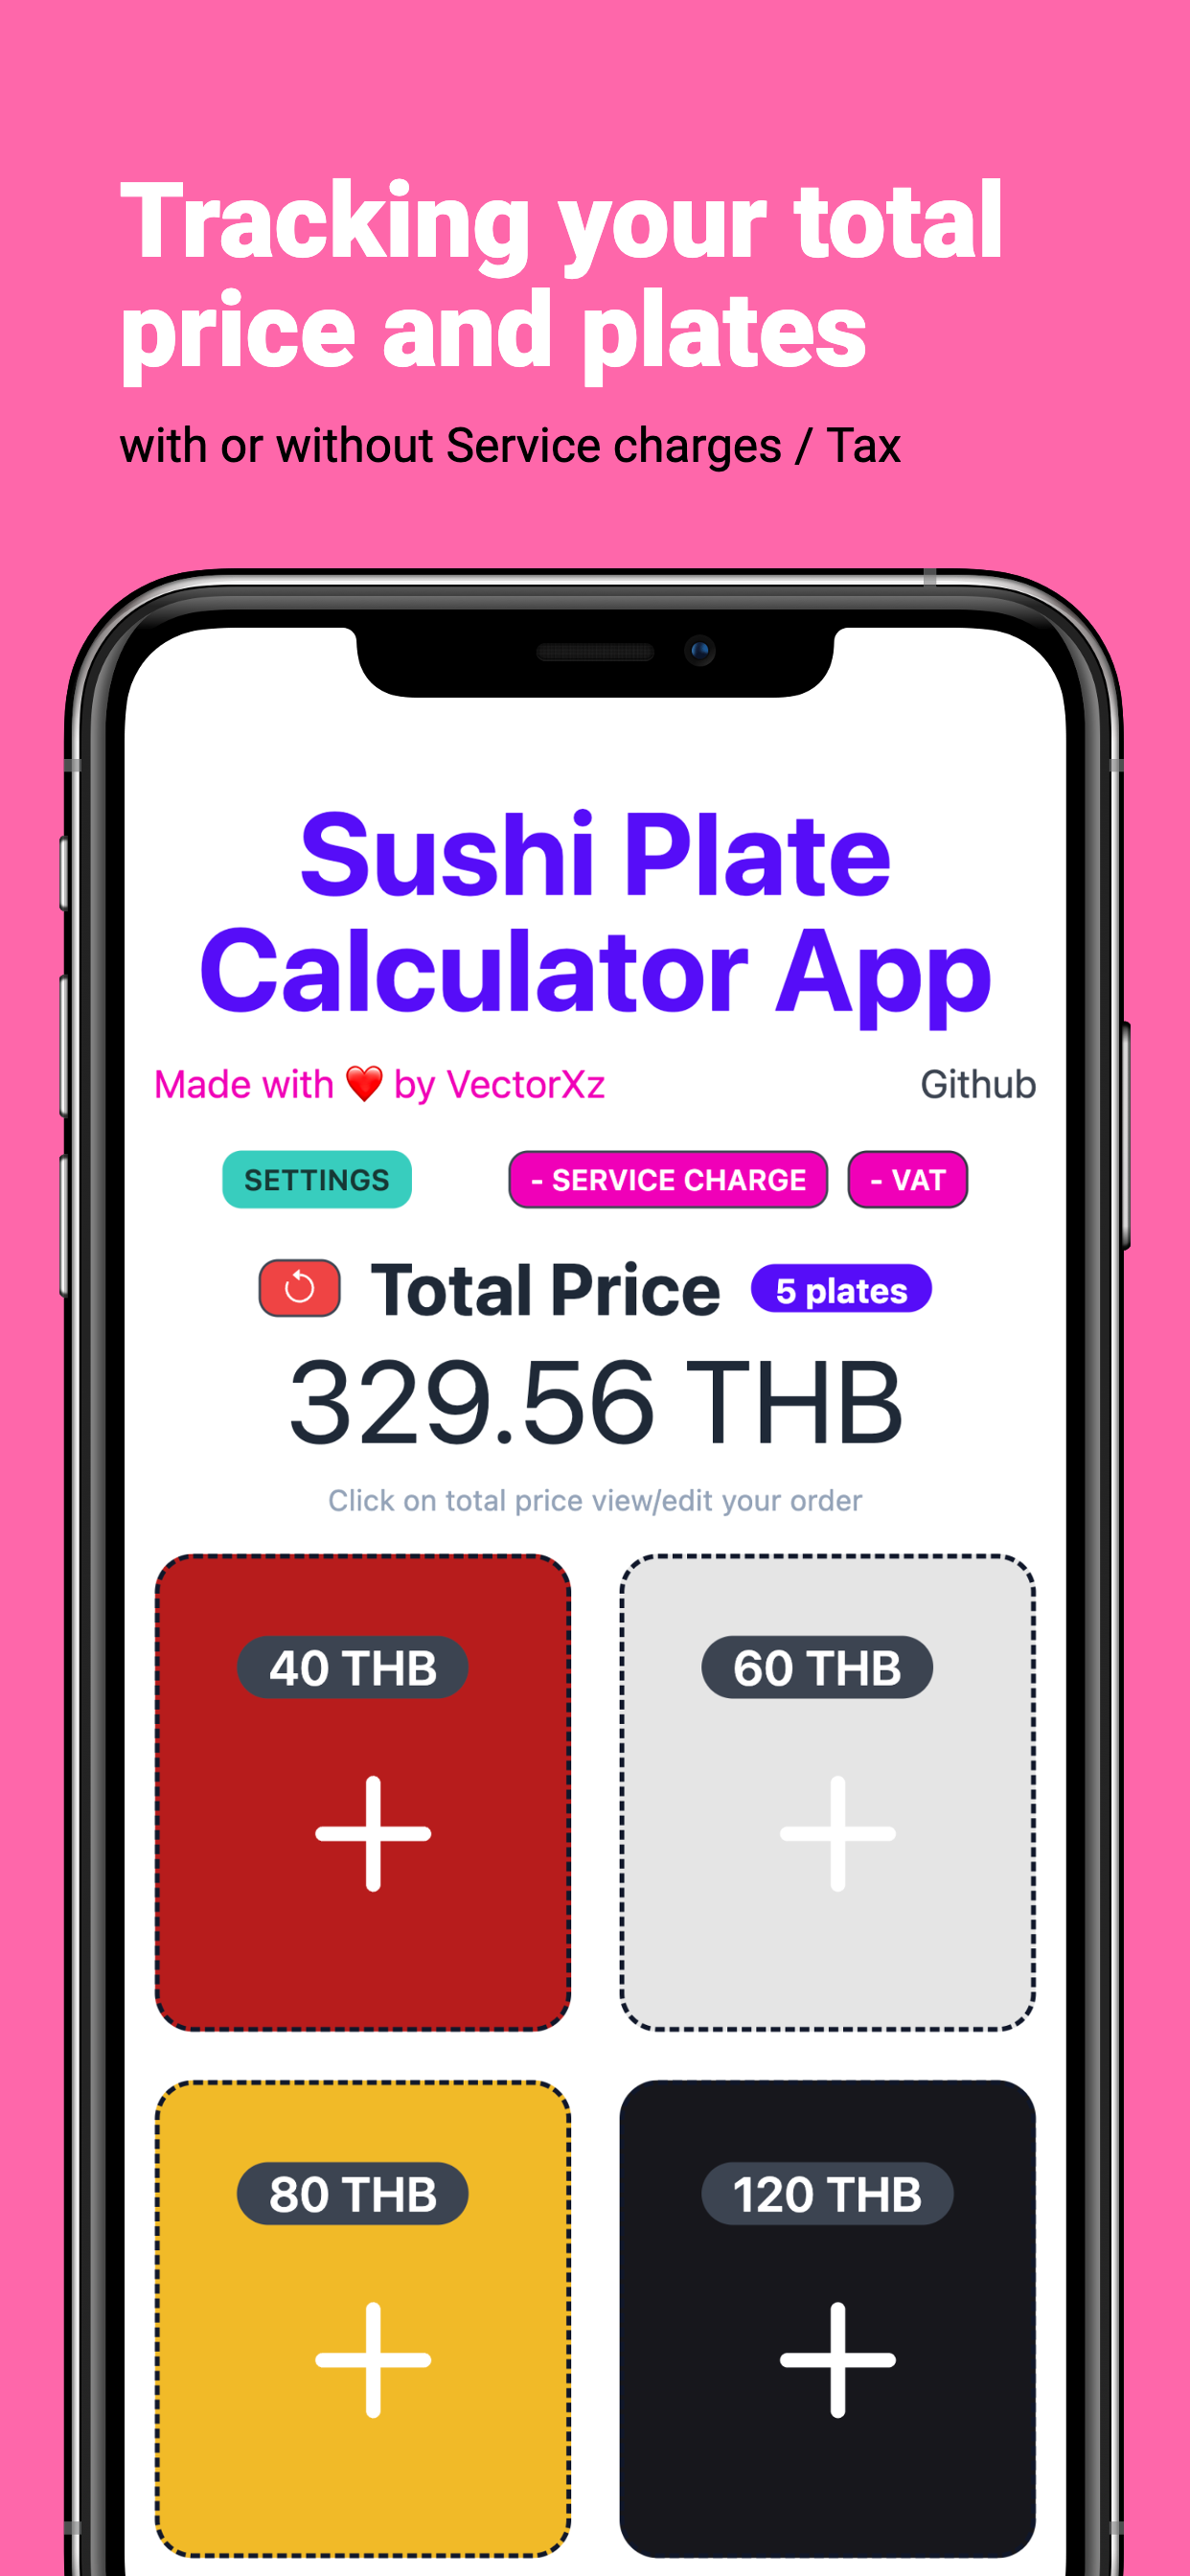 Tracking your total
price and plates
with or without Service charges / Tax
Sushi Plate
Calculator App
Made with ❤️ by VectorXz Github
SETTINGS - SERVICE CHARGE - VAT
Total Price 5 plates
329.56 THB
Click on total price view/edit your order
40 THB 60 THB
80 THB 120 THB